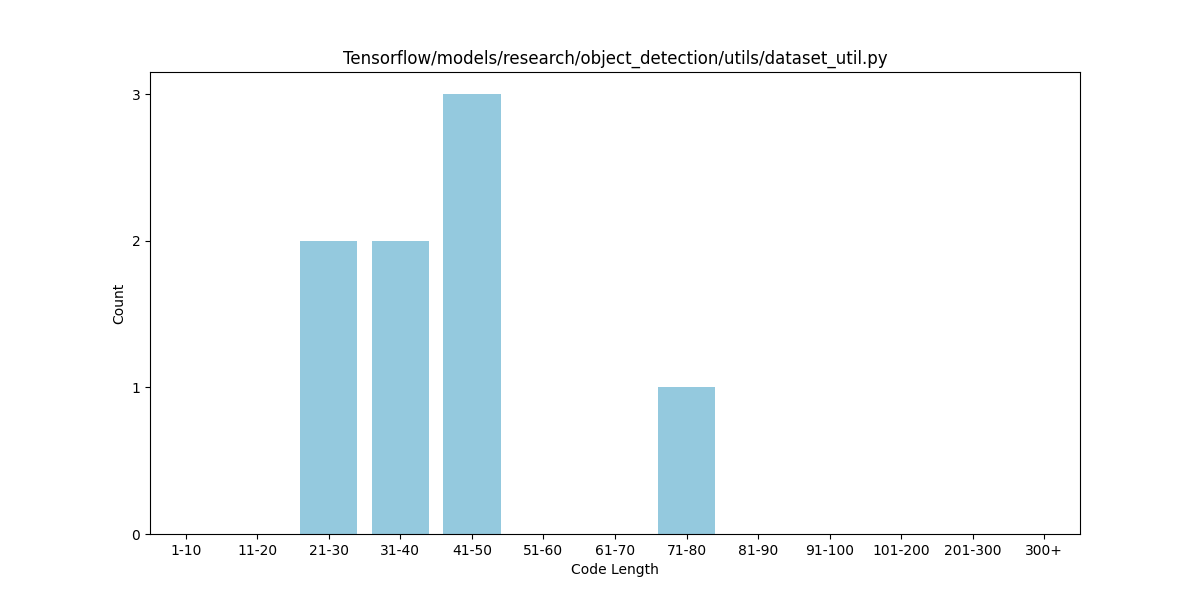 Tensorflow/models/research/object_detection/utils/dataset_util.py
3
2
1
0
Count
1-10 11-20 21-30 31-40 41-50 51-60 61-70 71-80 81-90 91-100 101-200 201-300 300+
Code Length